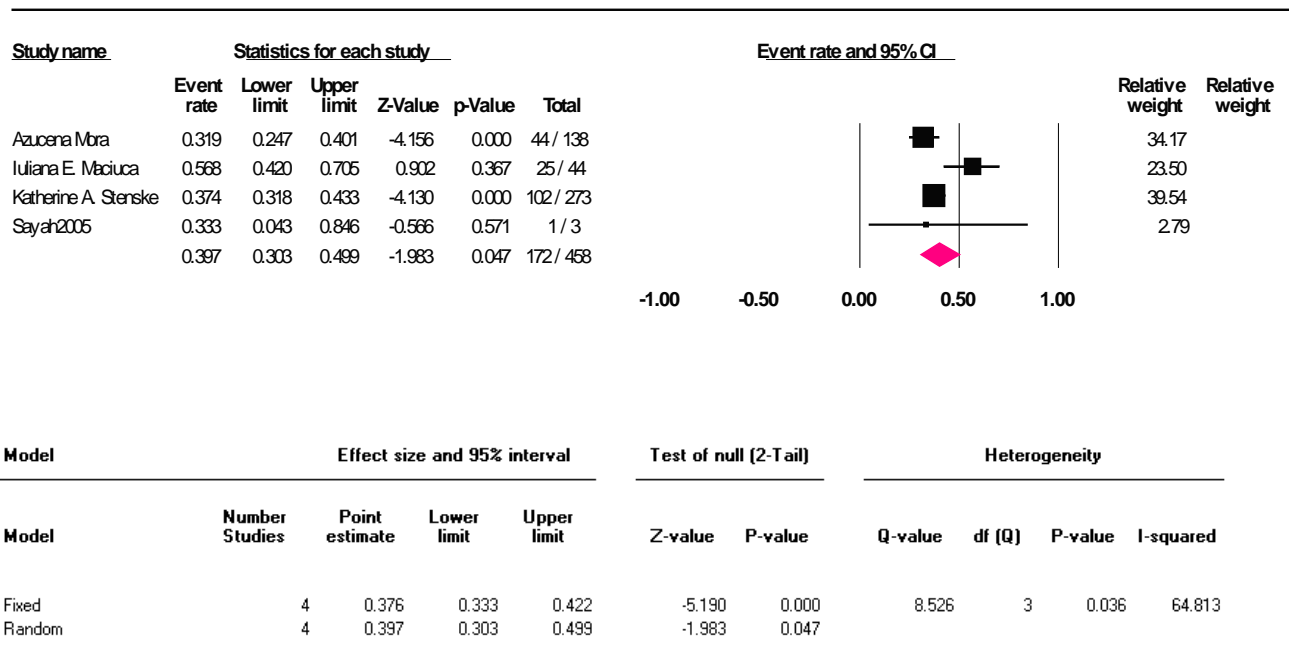 Study name Statistics for each study Event rate and 95% CI
Event Lower Upper Relative Relative
rate limit limit Z-Value p-Value Total weight weight
Azucena Mora 0.319 0.247 0.401 -4.156 0.000 44 / 138 34.17
Iuliana E. Maciuca 0.568 0.420 0.705 0.902 0.367 25 / 44 23.50
Katherine A. Stenske 0.374 0.318 0.433 -4.130 0.000 102 / 273 39.54
Sayah2005 0.333 0.043 0.846 -0.566 0.571 1 / 3 2.79
0.397 0.303 0.499 -1.983 0.047 172 / 458
-1.00 -0.50 0.00 0.50 1.00
Model Effect size and 95% interval Test of null (2-Tail) Heterogeneity
Number Point Lower Upper
Model Studies estimate limit limit Z-value P-value Q-value df (Q) P-value I-squared
Fixed 4 0.376 0.333 0.422 -5.190 0.000 8.526 3 0.036 64.813
Random 4 0.397 0.303 0.499 -1.983 0.047